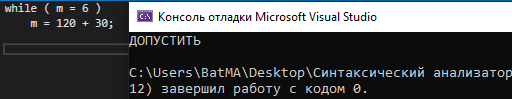 while ( m = 6 )
m = 120 + 30;
Консоль отладки Microsoft Visual Studio
ДОПУСТИТЬ
C:\Users\BatMA\Desktop\Синтаксический анализатор
12) завершил работу с кодом 0.